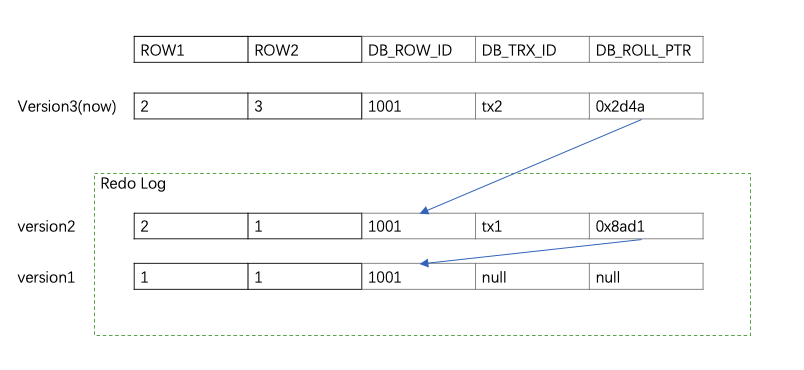 ROW1 ROW2 DB_ROW_ID DB_TRX_ID DB_ROLL_PTR
Version3(now) 2 3 1001 tx2 0x2d4a
Redo Log
version2 2 1 1001 tx1 0x8ad1
version1 1 1 1001 null null